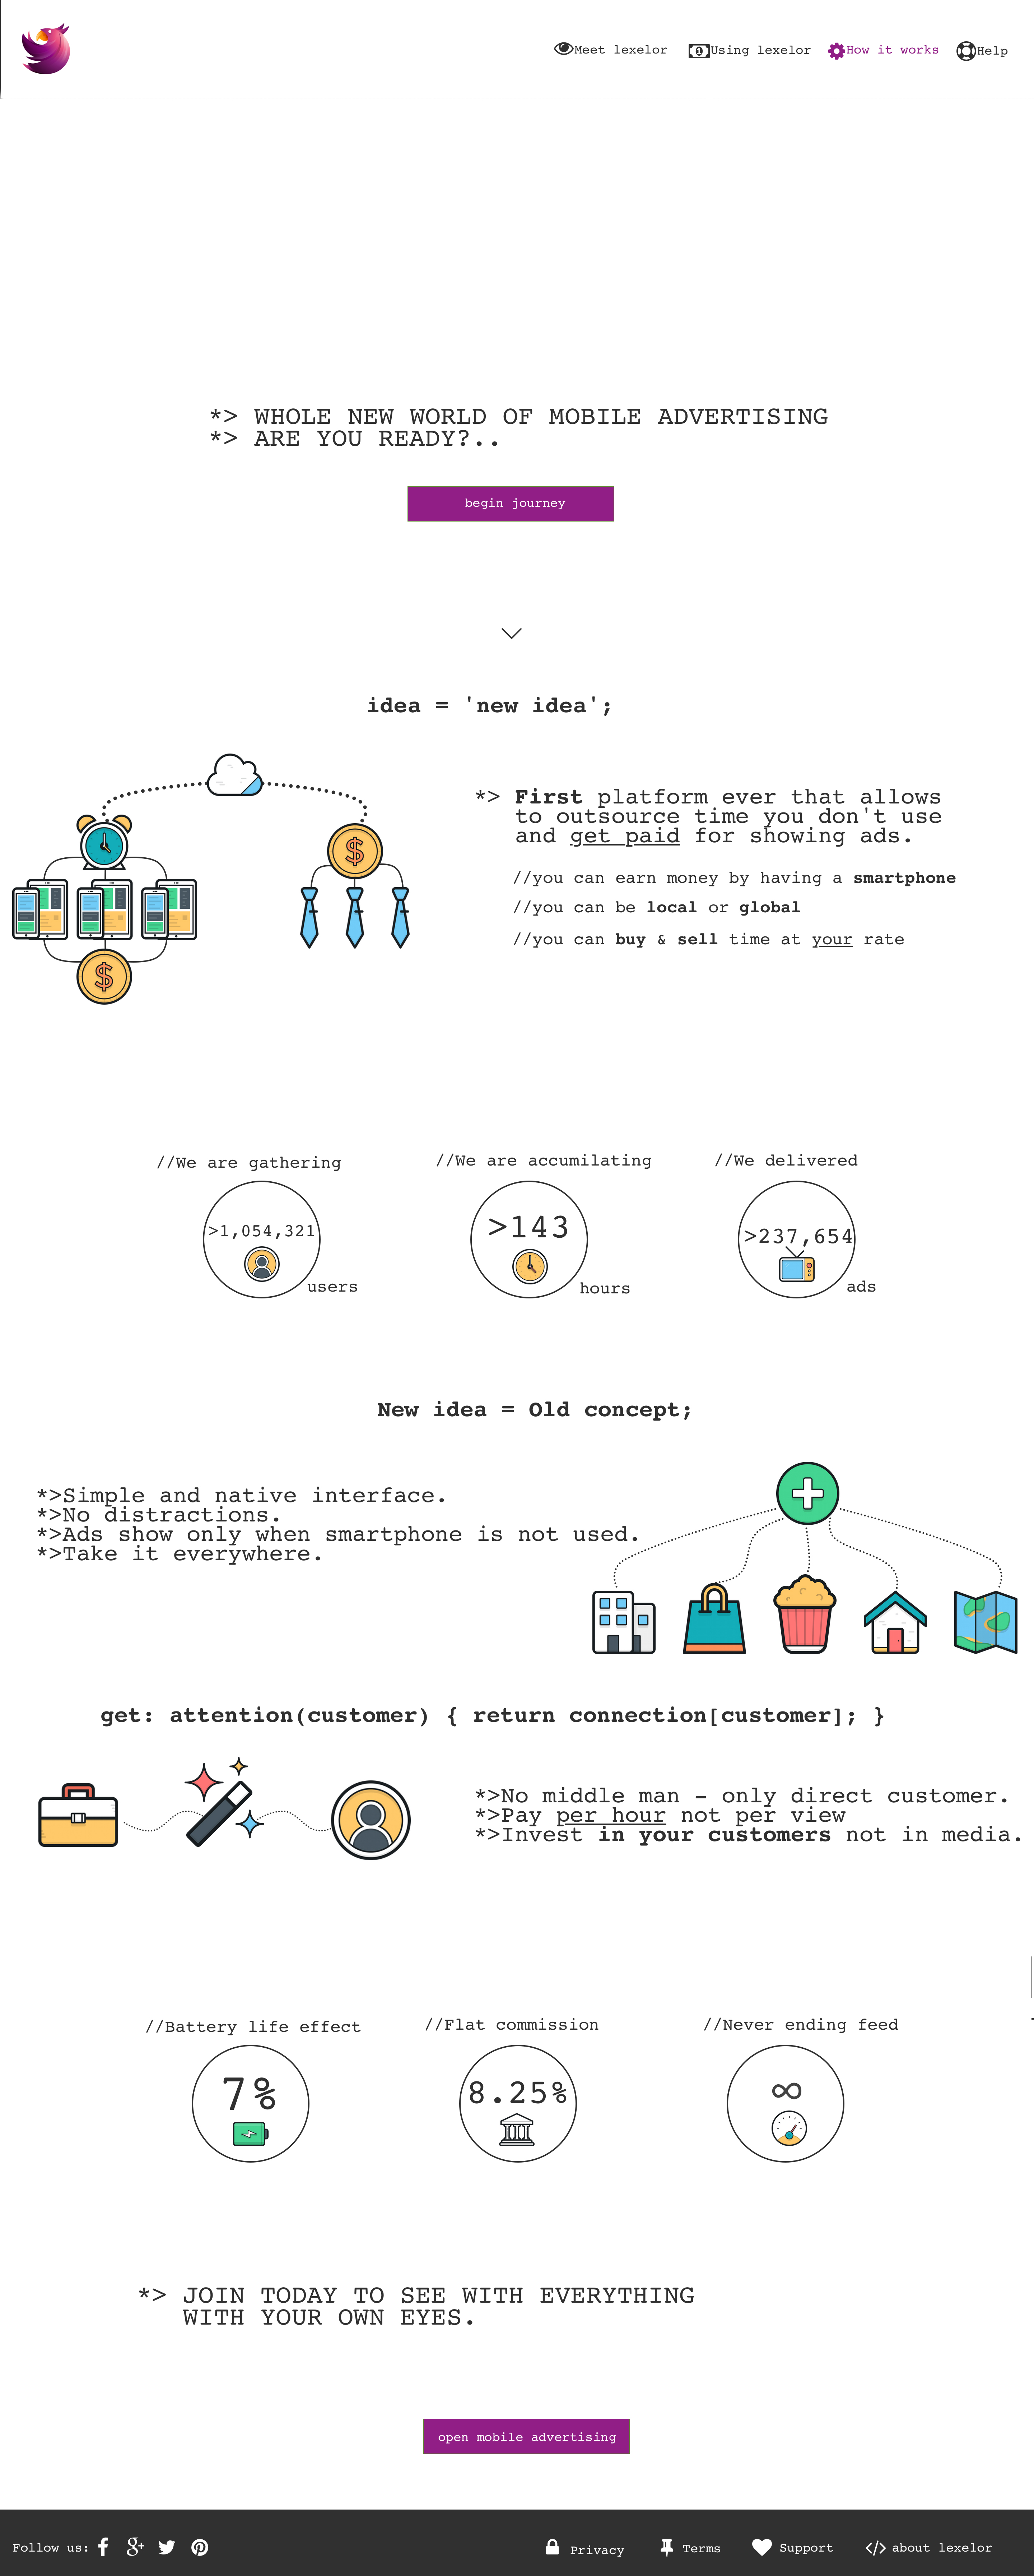 Meet lexelor Using lexelor How it works Help
*> WHOLE NEW WORLD OF MOBILE ADVERTISING
*> ARE YOU READY?..
begin journey
idea = 'new idea';
*> First platform ever that allows
to outsource time you don't use
and get paid for showing ads.
//you can earn money by having a smartphone
//you can be local or global
//you can buy & sell time at your rate
//We are gathering
>1,054,321
users
//We are accumilating
>143
hours
//We delivered
>237,654
ads
New idea = Old concept;
*>Simple and native interface.
*>No distractions.
*>Ads show only when smartphone is not used.
*>Take it everywhere.
get: attention(customer) { return connection[customer]; }
*>No middle man - only direct customer.
*>Pay per hour not per view
*>Invest in your customers not in media.
//Battery life effect
7%
//Flat commission
8.25%
//Never ending feed
∞
*> JOIN TODAY TO SEE WITH EVERYTHING
WITH YOUR OWN EYES.
open mobile advertising
Follow us: Privacy Terms Support about lexelor